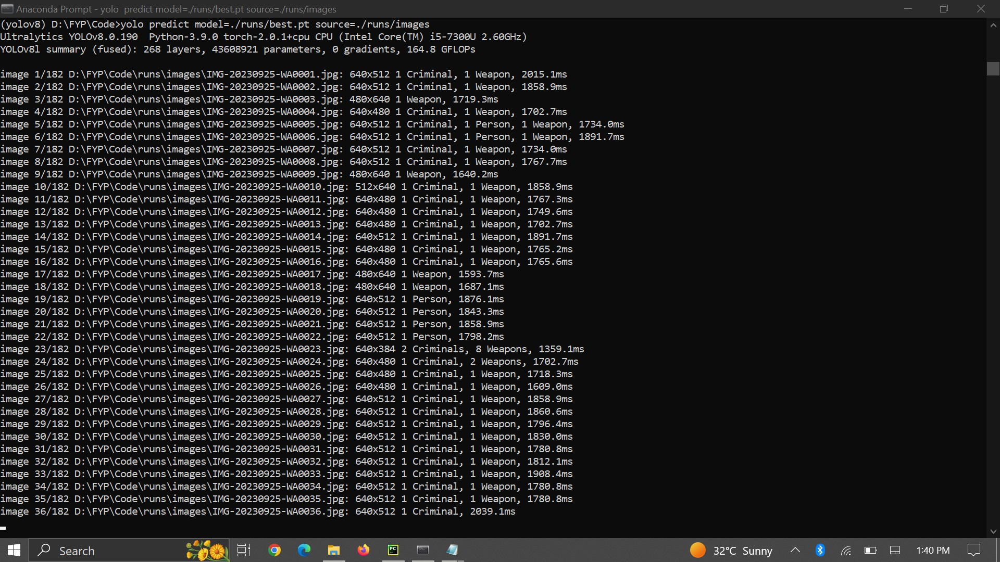 Anaconda Prompt - yolo  predict model=./runs/best.pt source=./runs/images
(yolov8) D:\FYP\Code>yolo predict model=./runs/best.pt source=./runs/images
Ultralytics YOLOv8.0.190  Python-3.9.0 torch-2.0.1+cpu CPU (Intel Core(TM) i5-7300U 2.60GHz)
YOLOv8l summary (fused): 268 layers, 43608921 parameters, 0 gradients, 164.8 GFLOPs
image 1/182 D:\FYP\Code\runs\images\IMG-20230925-WA0001.jpg: 640x512 1 Criminal, 1 Weapon, 2015.1ms
image 2/182 D:\FYP\Code\runs\images\IMG-20230925-WA0002.jpg: 640x512 1 Criminal, 1 Weapon, 1858.9ms
image 3/182 D:\FYP\Code\runs\images\IMG-20230925-WA0003.jpg: 480x640 1 Weapon, 1719.3ms
image 4/182 D:\FYP\Code\runs\images\IMG-20230925-WA0004.jpg: 640x480 1 Criminal, 1 Weapon, 1702.7ms
image 5/182 D:\FYP\Code\runs\images\IMG-20230925-WA0005.jpg: 640x512 1 Criminal, 1 Person, 1 Weapon, 1734.0ms
image 6/182 D:\FYP\Code\runs\images\IMG-20230925-WA0006.jpg: 640x512 1 Criminal, 1 Person, 1 Weapon, 1891.7ms
image 7/182 D:\FYP\Code\runs\images\IMG-20230925-WA0007.jpg: 640x512 1 Criminal, 1 Weapon, 1734.0ms
image 8/182 D:\FYP\Code\runs\images\IMG-20230925-WA0008.jpg: 640x512 1 Criminal, 1 Weapon, 1767.7ms
image 9/182 D:\FYP\Code\runs\images\IMG-20230925-WA0009.jpg: 480x640 1 Weapon, 1640.2ms
image 10/182 D:\FYP\Code\runs\images\IMG-20230925-WA0010.jpg: 512x640 1 Criminal, 1 Weapon, 1858.9ms
image 11/182 D:\FYP\Code\runs\images\IMG-20230925-WA0011.jpg: 640x480 1 Criminal, 1 Weapon, 1767.3ms
image 12/182 D:\FYP\Code\runs\images\IMG-20230925-WA0012.jpg: 640x480 1 Criminal, 1 Weapon, 1749.6ms
image 13/182 D:\FYP\Code\runs\images\IMG-20230925-WA0013.jpg: 640x480 1 Criminal, 1 Weapon, 1702.7ms
image 14/182 D:\FYP\Code\runs\images\IMG-20230925-WA0014.jpg: 640x512 1 Criminal, 1 Weapon, 1891.7ms
image 15/182 D:\FYP\Code\runs\images\IMG-20230925-WA0015.jpg: 640x480 1 Criminal, 1 Weapon, 1765.2ms
image 16/182 D:\FYP\Code\runs\images\IMG-20230925-WA0016.jpg: 640x480 1 Criminal, 1 Weapon, 1765.6ms
image 17/182 D:\FYP\Code\runs\images\IMG-20230925-WA0017.jpg: 480x640 1 Weapon, 1593.7ms
image 18/182 D:\FYP\Code\runs\images\IMG-20230925-WA0018.jpg: 480x640 1 Weapon, 1687.1ms
image 19/182 D:\FYP\Code\runs\images\IMG-20230925-WA0019.jpg: 640x512 1 Person, 1876.1ms
image 20/182 D:\FYP\Code\runs\images\IMG-20230925-WA0020.jpg: 640x512 1 Person, 1843.3ms
image 21/182 D:\FYP\Code\runs\images\IMG-20230925-WA0021.jpg: 640x512 1 Person, 1858.9ms
image 22/182 D:\FYP\Code\runs\images\IMG-20230925-WA0022.jpg: 640x512 1 Person, 1798.2ms
image 23/182 D:\FYP\Code\runs\images\IMG-20230925-WA0023.jpg: 640x384 2 Criminals, 8 Weapons, 1359.1ms
image 24/182 D:\FYP\Code\runs\images\IMG-20230925-WA0024.jpg: 640x480 1 Criminal, 2 Weapons, 1702.7ms
image 25/182 D:\FYP\Code\runs\images\IMG-20230925-WA0025.jpg: 640x480 1 Criminal, 1 Weapon, 1718.3ms
image 26/182 D:\FYP\Code\runs\images\IMG-20230925-WA0026.jpg: 640x480 1 Criminal, 1 Weapon, 1609.0ms
image 27/182 D:\FYP\Code\runs\images\IMG-20230925-WA0027.jpg: 640x512 1 Criminal, 1 Weapon, 1858.9ms
image 28/182 D:\FYP\Code\runs\images\IMG-20230925-WA0028.jpg: 640x512 1 Criminal, 1 Weapon, 1860.6ms
image 29/182 D:\FYP\Code\runs\images\IMG-20230925-WA0029.jpg: 640x512 1 Criminal, 1 Weapon, 1796.4ms
image 30/182 D:\FYP\Code\runs\images\IMG-20230925-WA0030.jpg: 640x512 1 Criminal, 1 Weapon, 1830.0ms
image 31/182 D:\FYP\Code\runs\images\IMG-20230925-WA0031.jpg: 640x512 1 Criminal, 1 Weapon, 1780.8ms
image 32/182 D:\FYP\Code\runs\images\IMG-20230925-WA0032.jpg: 640x512 1 Criminal, 1 Weapon, 1812.1ms
image 33/182 D:\FYP\Code\runs\images\IMG-20230925-WA0033.jpg: 640x512 1 Criminal, 1 Weapon, 1908.4ms
image 34/182 D:\FYP\Code\runs\images\IMG-20230925-WA0034.jpg: 640x512 1 Criminal, 1 Weapon, 1780.8ms
image 35/182 D:\FYP\Code\runs\images\IMG-20230925-WA0035.jpg: 640x512 1 Criminal, 1 Weapon, 1780.8ms
image 36/182 D:\FYP\Code\runs\images\IMG-20230925-WA0036.jpg: 640x512 1 Criminal, 2039.1ms
Search PC 32°C Sunny 1:40 PM